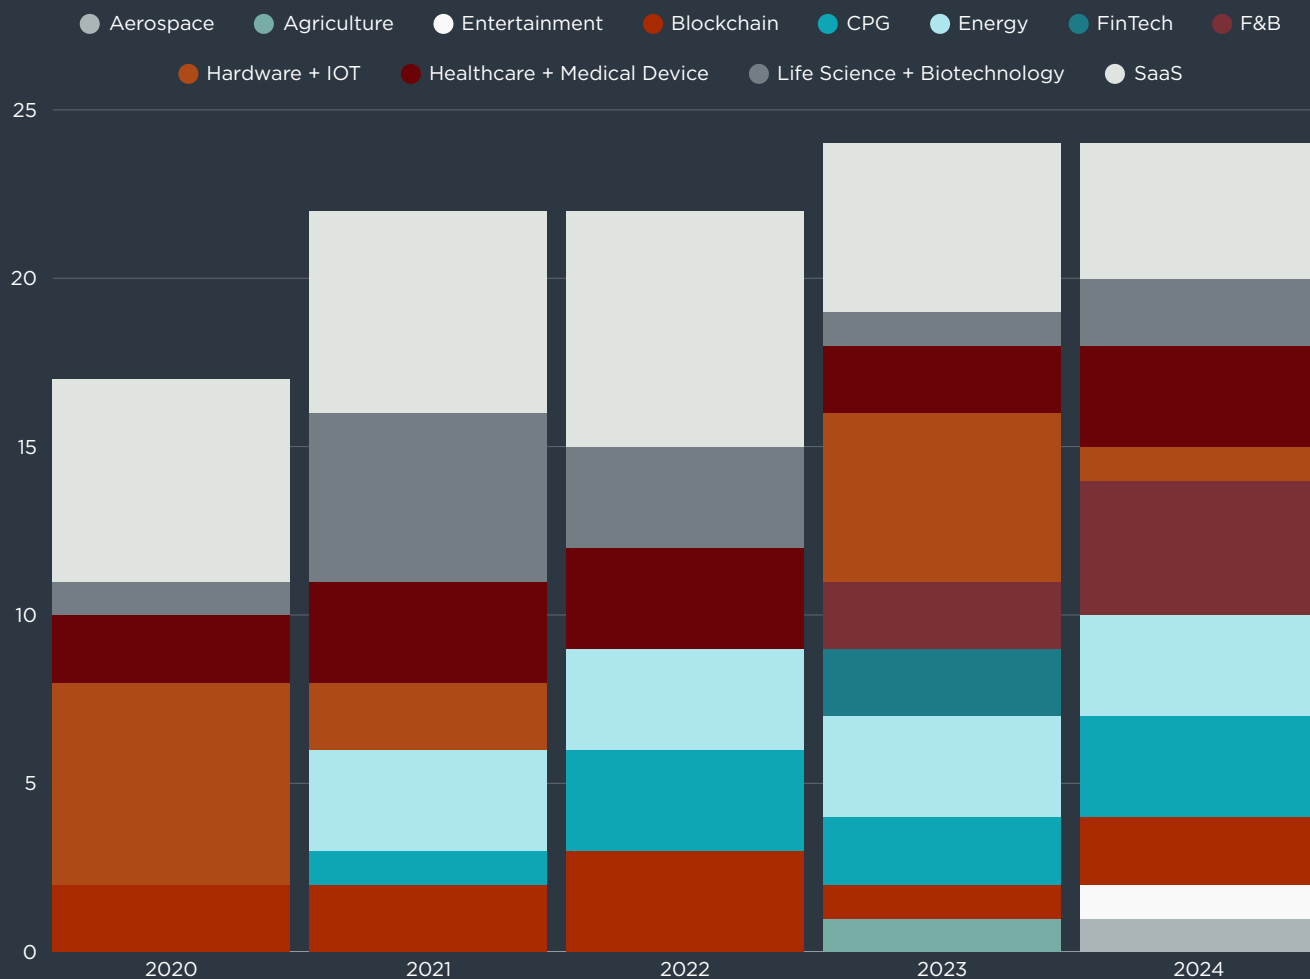 Aerospace Agriculture Entertainment Blockchain CPG Energy FinTech F&B
Hardware + IOT Healthcare + Medical Device Life Science + Biotechnology SaaS
25
20
15
10
5
0
2020 2021 2022 2023 2024